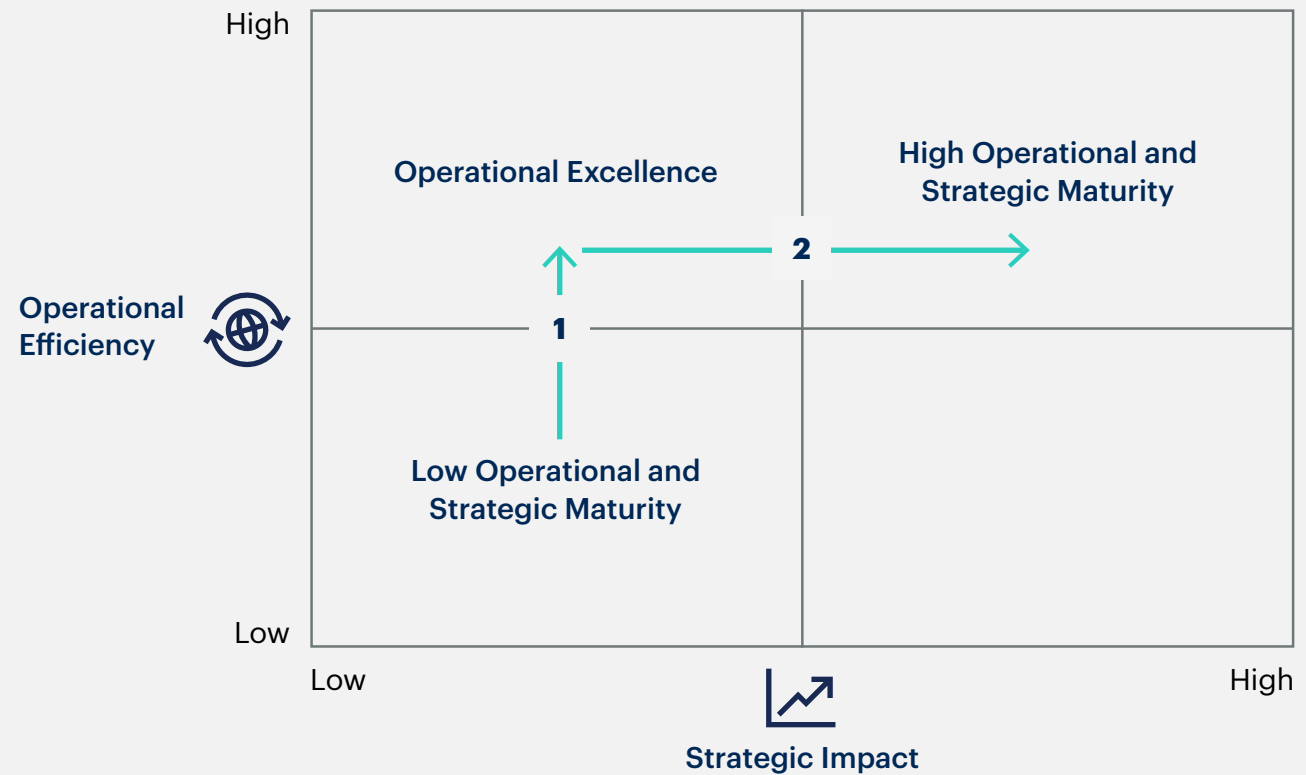 High
Operational Excellence
High Operational and
Strategic Maturity
2
Operational
Efficiency
1
Low Operational and
Strategic Maturity
Low
Low
High
Strategic Impact